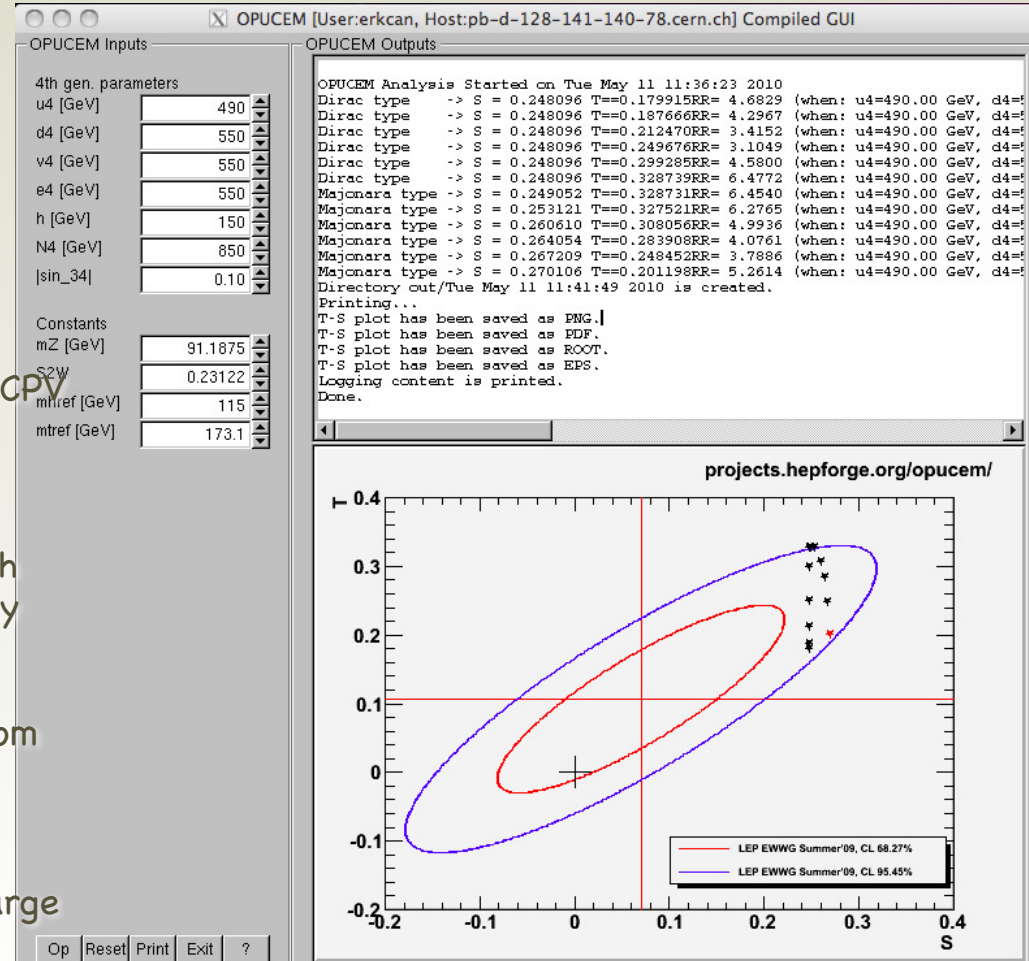 OPUCEM [User:erkcan, Host:pb-d-128-141-140-78.cern.ch] Compiled GUI
OPUCEM Inputs
4th gen. parameters
u4 [GeV] 490
d4 [GeV] 550
v4 [GeV] 550
e4 [GeV] 550
h [GeV] 150
N4 [GeV] 850
|sin_34| 0.10
Constants
mZ [GeV] 91.1875
S2W 0.23122
CPV
mhref [GeV] 115
mtref [GeV] 173.1
Op Reset Print Exit ?
OPUCEM Outputs
OPUCEM Analysis Started on Tue May 11 11:36:23 2010
Dirac type -> S = 0.248096 T==0.179915RR= 4.6829 (when: u4=490.00 GeV, d4=5
Dirac type -> S = 0.248096 T==0.187666RR= 4.2967 (when: u4=490.00 GeV, d4=5
Dirac type -> S = 0.248096 T==0.212470RR= 3.4152 (when: u4=490.00 GeV, d4=5
Dirac type -> S = 0.248096 T==0.249676RR= 3.1049 (when: u4=490.00 GeV, d4=5
Dirac type -> S = 0.248096 T==0.299285RR= 4.5800 (when: u4=490.00 GeV, d4=5
Dirac type -> S = 0.248096 T==0.328739RR= 6.4772 (when: u4=490.00 GeV, d4=5
Majonara type -> S = 0.249052 T==0.328731RR= 6.4540 (when: u4=490.00 GeV, d4=5
Majonara type -> S = 0.253121 T==0.327521RR= 6.2765 (when: u4=490.00 GeV, d4=5
Majonara type -> S = 0.260610 T==0.308056RR= 4.9936 (when: u4=490.00 GeV, d4=5
Majonara type -> S = 0.264054 T==0.283908RR= 4.0761 (when: u4=490.00 GeV, d4=5
Majonara type -> S = 0.267209 T==0.248452RR= 3.7886 (when: u4=490.00 GeV, d4=5
Majonara type -> S = 0.270106 T==0.201198RR= 5.2614 (when: u4=490.00 GeV, d4=5
Directory out/Tue May 11 11:41:49 2010 is created.
Printing...
T-S plot has been saved as PNG.
T-S plot has been saved as PDF.
T-S plot has been saved as ROOT.
T-S plot has been saved as EPS.
Logging content is printed.
Done.
projects.hepforge.org/opucem/
T
0.4
0.3
0.2
0.1
0
-0.1
-0.2
LEP EWWG Summer'09, CL 68.27%
LEP EWWG Summer'09, CL 95.45%
-0.2 -0.1 0 0.1 0.2 0.3 0.4
S